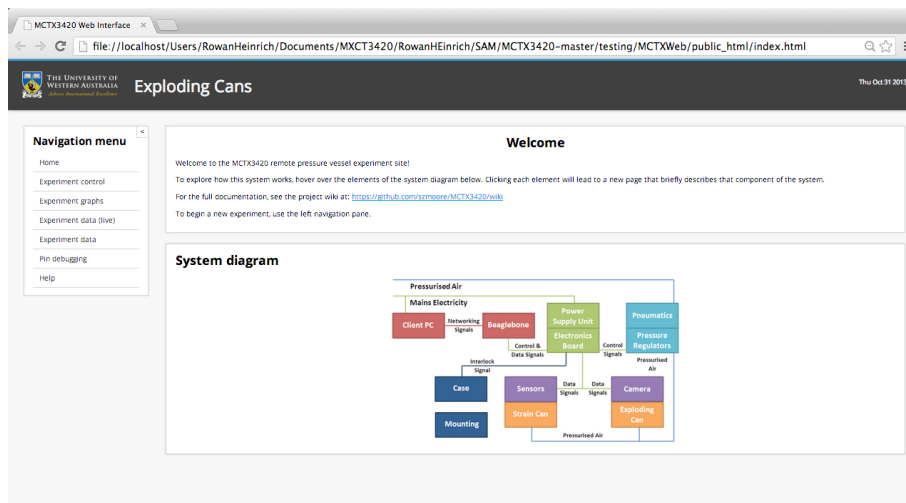 MCTX3420 Web Interface
file://localhost/Users/RowanHeinrich/Documents/MXCT3420/RowanHEinrich/SAM/MCTX3420-master/testing/MCTXWeb/public_html/index.html
THE UNIVERSITY OF
WESTERN AUSTRALIA
Achieve International Excellence
Exploding Cans
Thu Oct 31 2013
Navigation menu
<
Home
Experiment control
Experiment graphs
Experiment data (live)
Experiment data
Pin debugging
Help
Welcome
Welcome to the MCTX3420 remote pressure vessel experiment site!
To explore how this system works, hover over the elements of the system diagram below. Clicking each element will lead to a new page that briefly describes that component of the system.
For the full documentation, see the project wiki at: https://github.com/szmoore/MCTX3420/wiki
To begin a new experiment, use the left navigation pane.
System diagram
Pressurised Air
Mains Electricity
Client PC
Networking
Signals
Beaglebone
Power
Supply Unit
Electronics
Board
Pneumatics
Pressure
Regulators
Control &
Data Signals
Control
Signals
Interlock
Signal
Pressurised
Air
Case
Mounting
Sensors
Strain Can
Data
Signals
Data
Signals
Camera
Exploding
Can
Pressurised Air